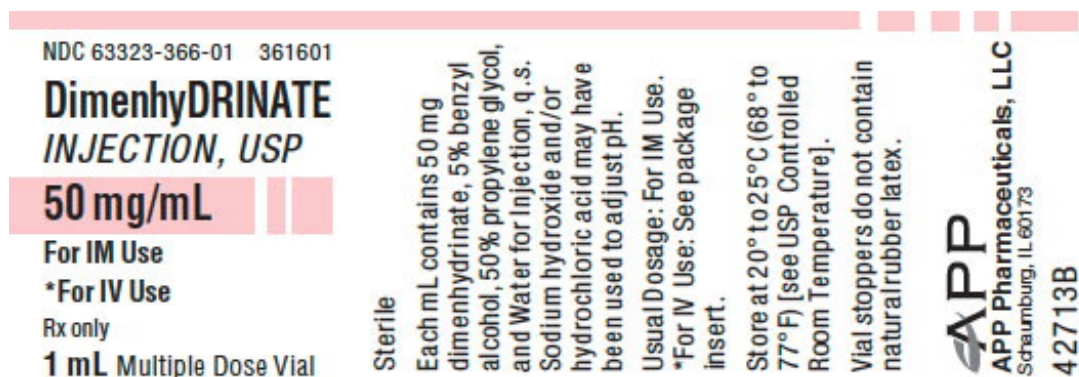 NDC 63323-366-01 361601
DimenhyDRINATE
INJECTION, USP
50 mg/mL
For IM Use
*For IV Use
Rx only
1 mL Multiple Dose Vial
Sterile
Each mL contains 50 mg
dimenhydrinate, 5% benzyl
alcohol, 50% propylene glycol,
and Water for Injection, q.s.
Sodium hydroxide and/or
hydrochloric acid may have
been used to adjust pH.
Usual Dosage: For IM Use.
*For IV Use: See package
insert.
Store at 20° to 25°C (68° to
77°F) [see USP Controlled
Room Temperature].
Vial stoppers do not contain
natural rubber latex.
APP
APP Pharmaceuticals, LLC
Schaumburg, IL 60173
42713B